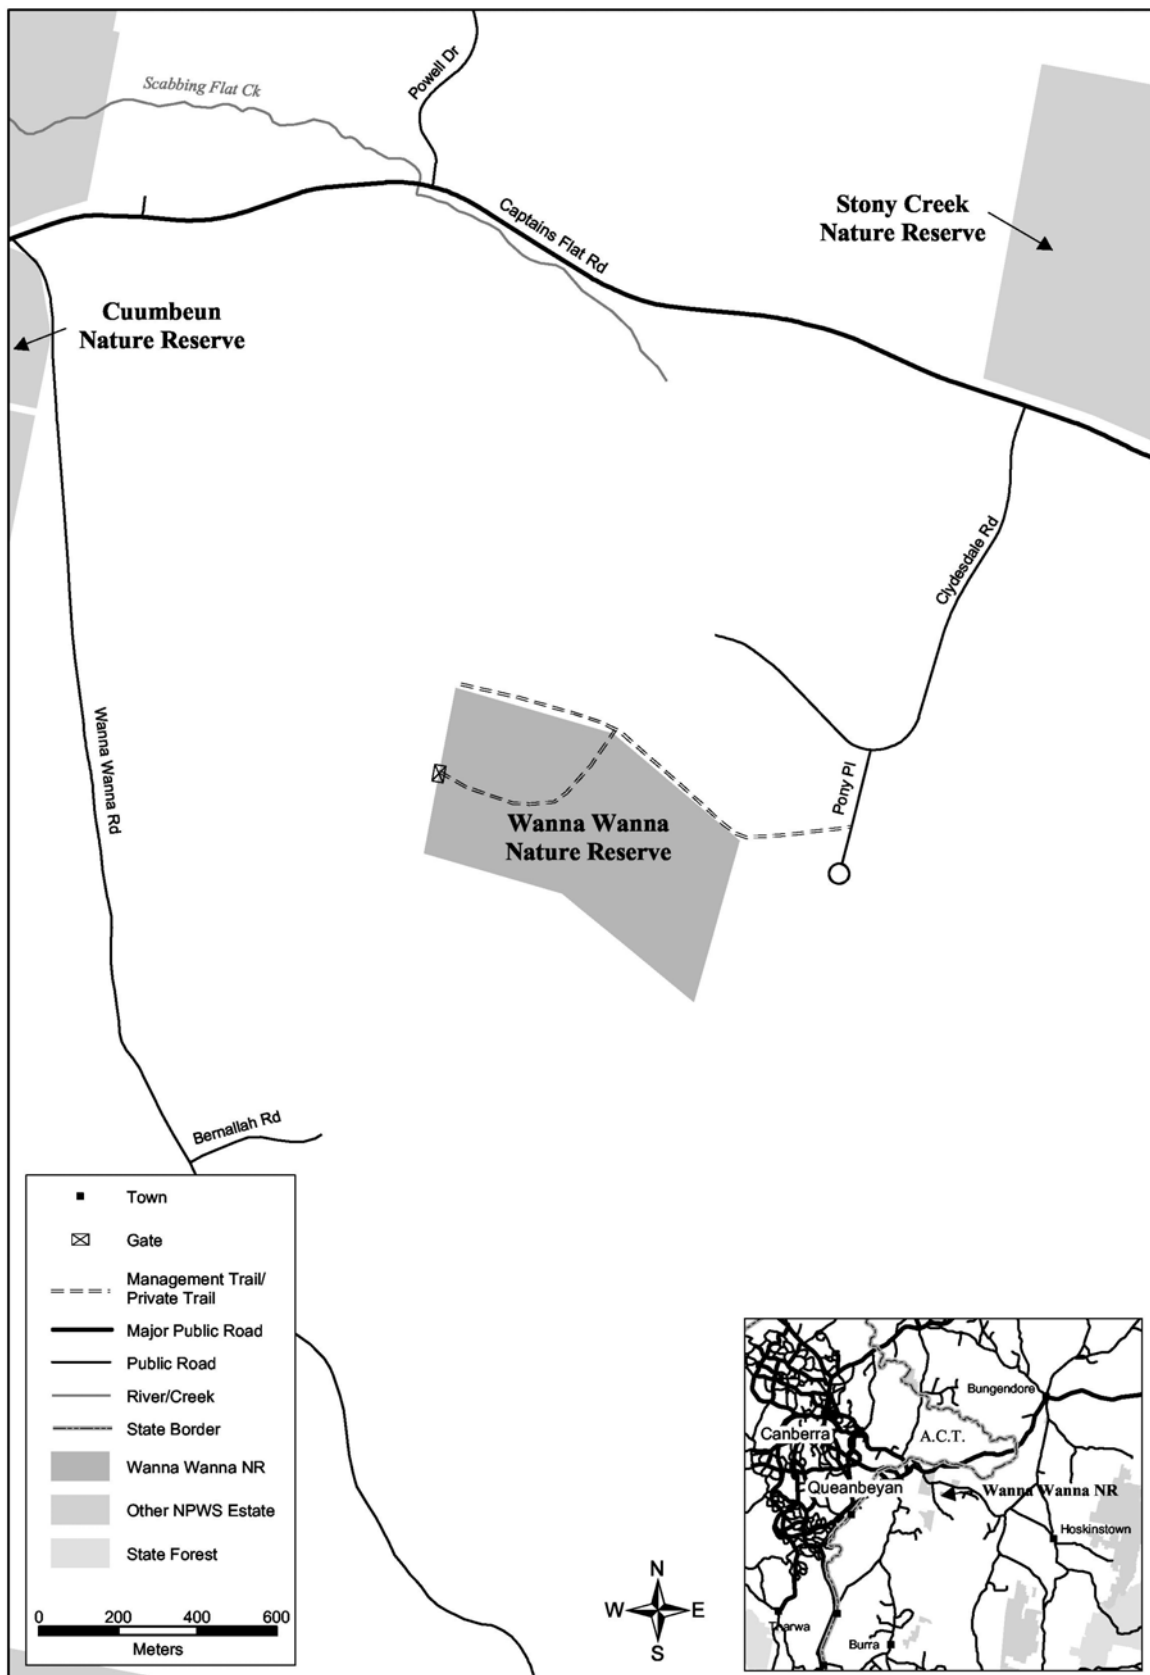 Scabbing Flat Ck
Powell Dr
Captains Flat Rd
Stony Creek
Nature Reserve
Cuumbeun
Nature Reserve
Clydesdale Rd
Wanna Wanna Rd
Pony Pl
Wanna Wanna
Nature Reserve
Bernallah Rd
Town
Gate
Management Trail/
Private Trail
Major Public Road
Public Road
River/Creek
State Border
Wanna Wanna NR
Other NPWS Estate
State Forest
0 200 400 600
Meters
N
W E
S
Bungendore
Canberra
A.C.T.
Queanbeyan
Wanna Wanna NR
Hoskinstown
Tharwa
Burra